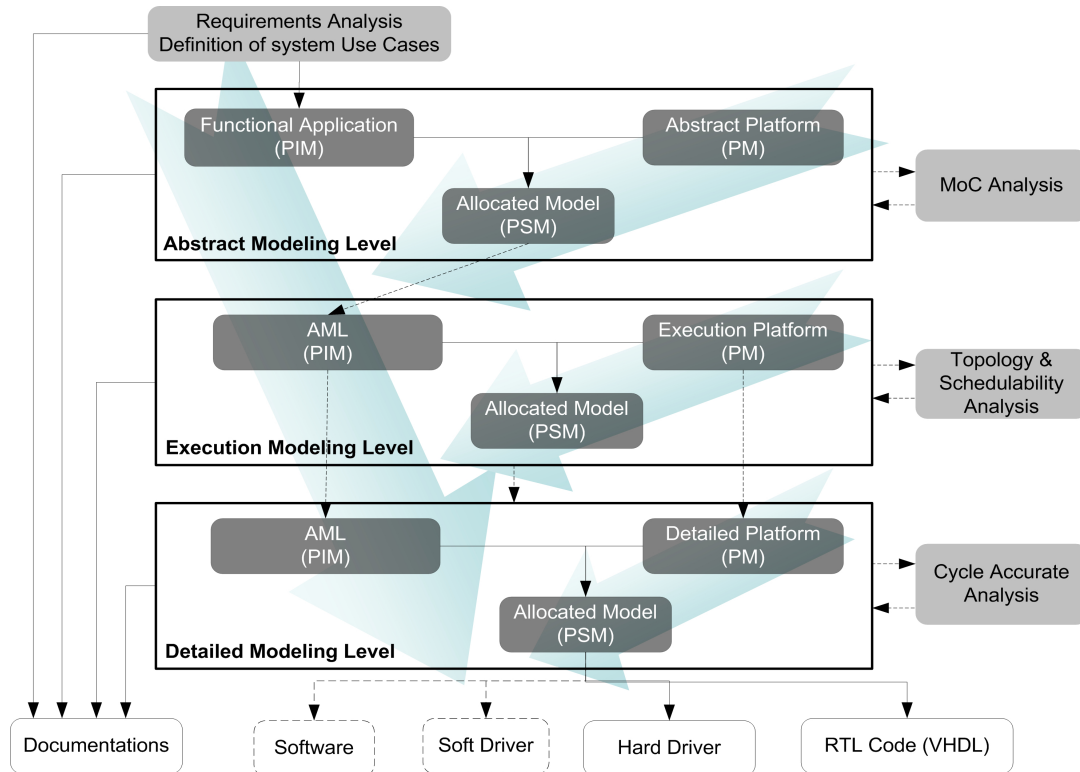 Requirements Analysis
Definition of system Use Cases
Functional Application
(PIM)
Abstract Platform
(PM)
Allocated Model
(PSM)
Abstract Modeling Level
MoC Analysis
AML
(PIM)
Execution Platform
(PM)
Allocated Model
(PSM)
Execution Modeling Level
Topology &
Schedulability
Analysis
AML
(PIM)
Detailed Platform
(PM)
Allocated Model
(PSM)
Detailed Modeling Level
Cycle Accurate
Analysis
Documentations
Software
Soft Driver
Hard Driver
RTL Code (VHDL)